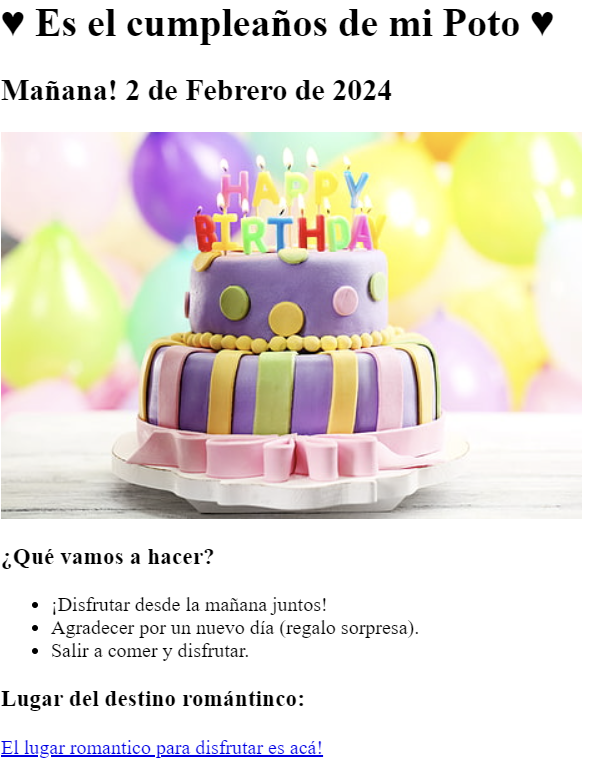 ♥ Es el cumpleaños de mi Poto ♥
Mañana! 2 de Febrero de 2024
HAPPY
BIRTHDAY
¿Qué vamos a hacer?
• ¡Disfrutar desde la mañana juntos!
• Agradecer por un nuevo día (regalo sorpresa).
• Salir a comer y disfrutar.
Lugar del destino romántinco:
El lugar romantico para disfrutar es acá!